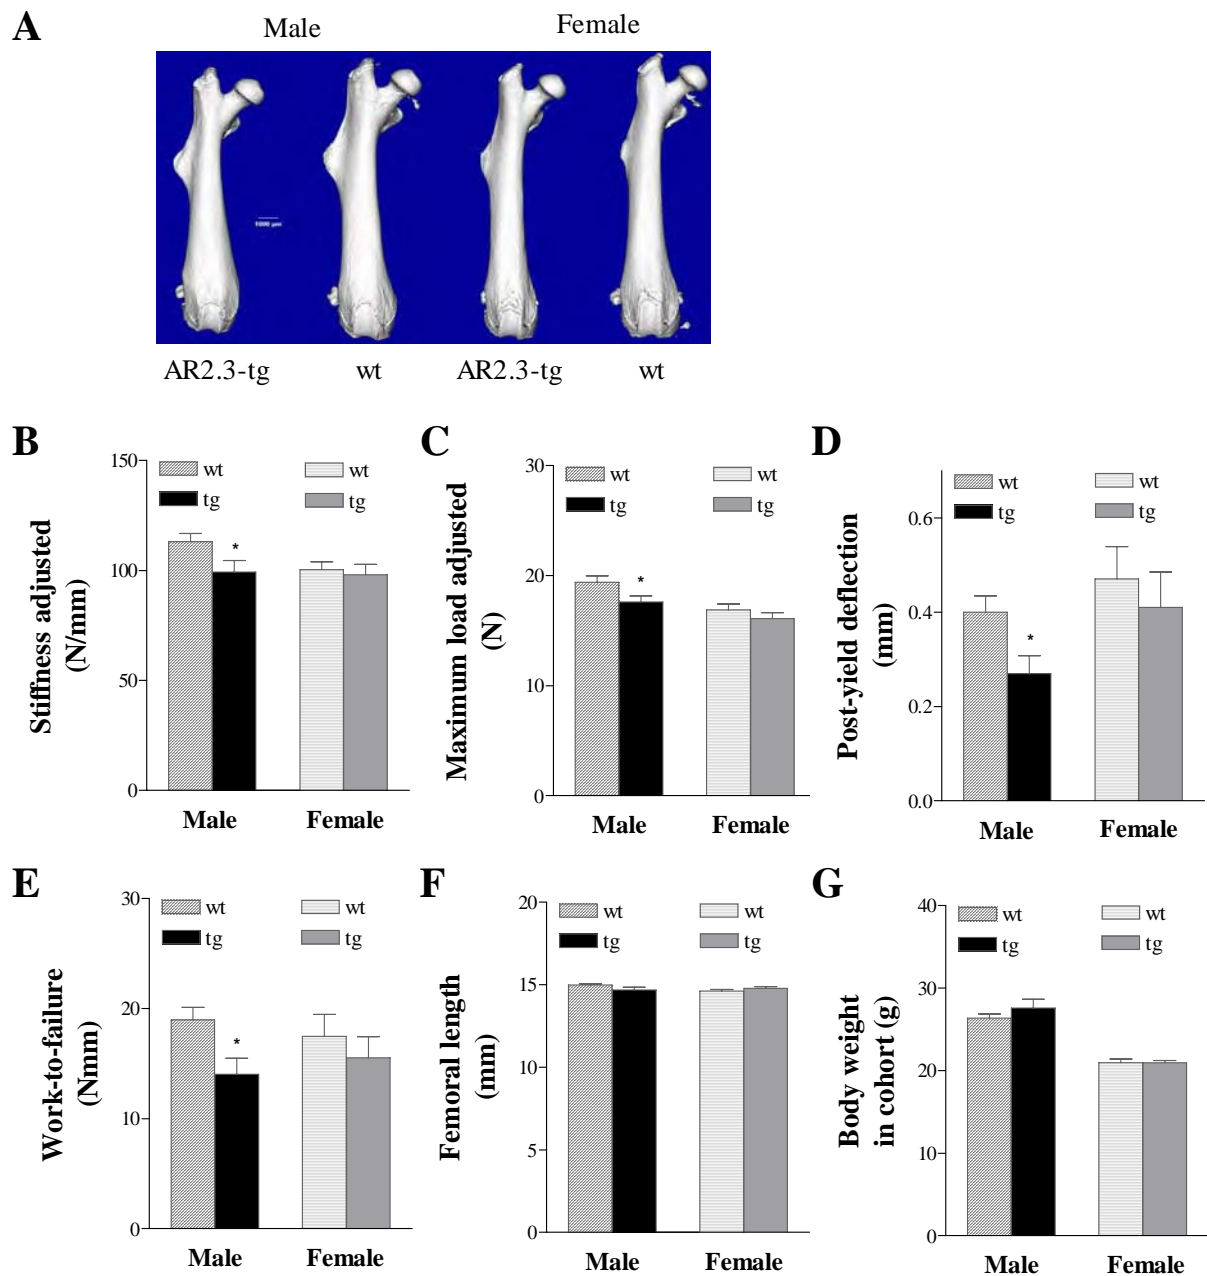 A
Male
Female
1000 µm
AR2.3-tg
wt
AR2.3-tg
wt
B
Stiffness adjusted
(N/mm)
150
100
50
0
wt
tg
wt
tg
*
Male
Female
C
Maximum load adjusted
(N)
30
20
10
0
wt
tg
wt
tg
*
Male
Female
D
Post-yield deflection
(mm)
0.6
0.4
0.2
0.0
wt
tg
wt
tg
*
Male
Female
E
Work-to-failure
(Nmm)
30
20
10
0
wt
tg
wt
tg
*
Male
Female
F
Femoral length
(mm)
20
15
10
5
0
wt
tg
wt
tg
Male
Female
G
Body weight
in cohort (g)
40
30
20
10
0
wt
tg
wt
tg
Male
Female